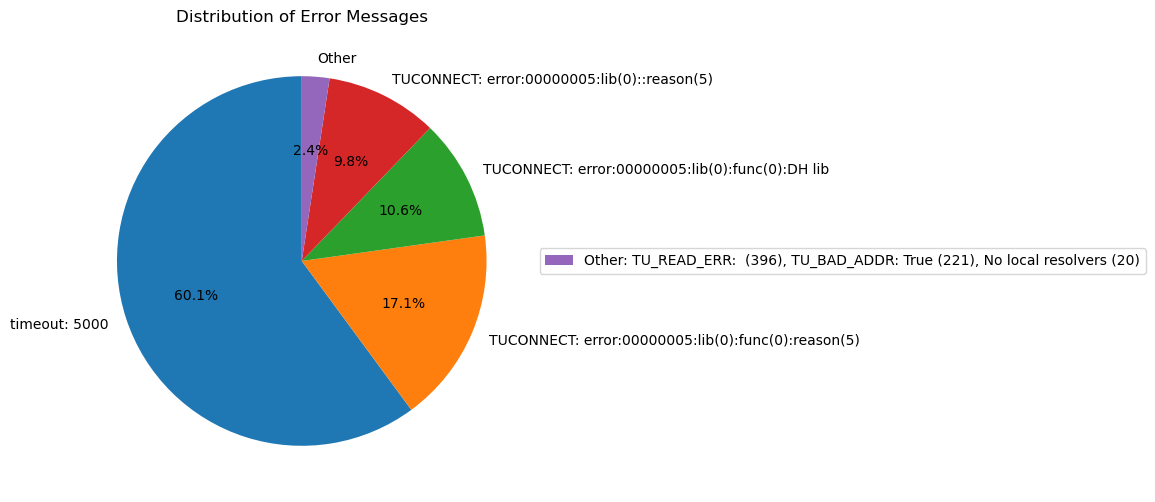 Distribution of Error Messages
Other
TUCONNECT: error:00000005:lib(0)::reason(5)
2.4%
9.8%
TUCONNECT: error:00000005:lib(0):func(0):DH lib
10.6%
Other: TU_READ_ERR:  (396), TU_BAD_ADDR: True (221), No local resolvers (20)
60.1%
17.1%
timeout: 5000
TUCONNECT: error:00000005:lib(0):func(0):reason(5)